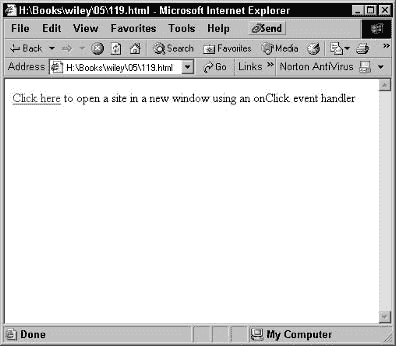 H:\Books\wiley\05\119.html - Microsoft Internet Explorer
File Edit View Favorites Tools Help Send
Back Search Favorites Media
Address H:\Books\wiley\05\119.html Go Links » Norton AntiVirus
Click here to open a site in a new window using an onClick event handler
Done My Computer